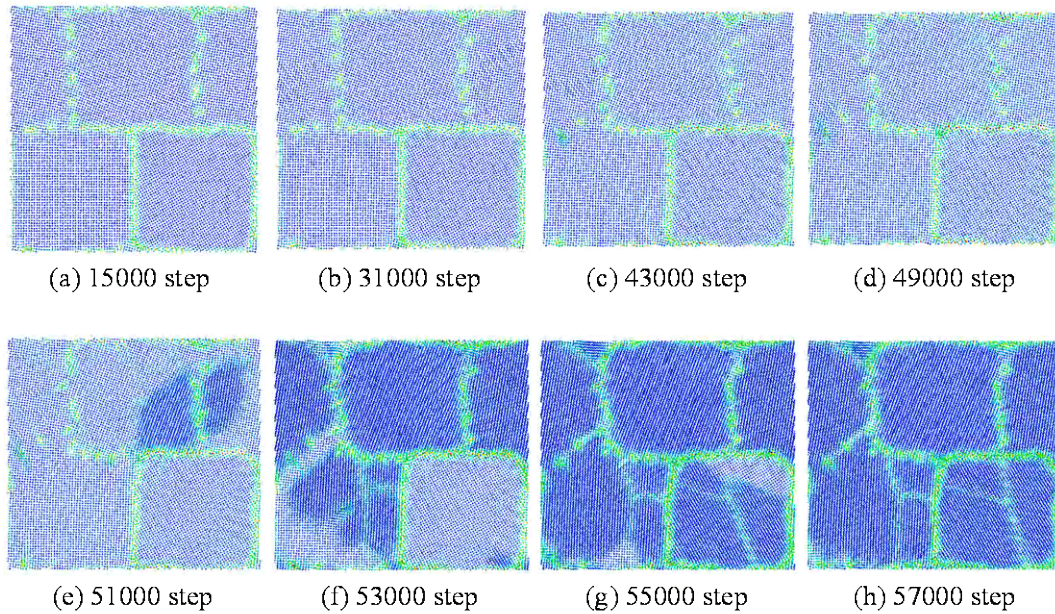 (a) 15000 step
(b) 31000 step
(c) 43000 step
(d) 49000 step
(e) 51000 step
(f) 53000 step
(g) 55000 step
(h) 57000 step